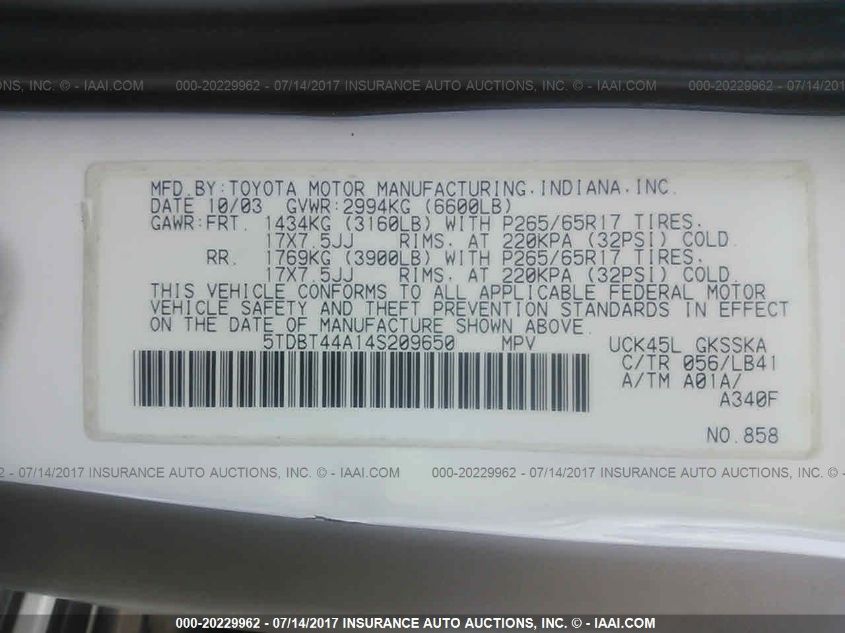 NS, INC. © - IAAI.COM   000-20229962 - 07/14/2017 INSURANCE AUTO AUCTIONS, INC. © - IAAI.COM   000-20229962 - 07/14/2017 INSURANCE
MFD.BY:TOYOTA MOTOR MANUFACTURING.INDIANA.INC.
DATE 10/03 GVWR:2994KG (6600LB)
GAWR:FRT. 1434KG (3160LB) WITH P265/65R17 TIRES.
17X7.5JJ RIMS. AT 220KPA (32PSI) COLD.
RR. 1769KG (3900LB) WITH P265/65R17 TIRES.
17X7.5JJ RIMS. AT 220KPA (32PSI) COLD.
THIS VEHICLE CONFORMS TO ALL APPLICABLE FEDERAL MOTOR
VEHICLE SAFETY AND THEFT PREVENTION STANDARDS IN EFFECT
ON THE DATE OF MANUFACTURE SHOWN ABOVE.
5TDBT44A14S209650 MPV UCK45L GKSSKA
C/TR 056/LB41
A/TM A01A/
A340F
NO.858
- 07/14/2017 INSURANCE AUTO AUCTIONS, INC. © - IAAI.COM   000-20229962 - 07/14/2017 INSURANCE AUTO AUCTIONS, INC. © - IAAI.COM
000-20229962 - 07/14/2017 INSURANCE AUTO AUCTIONS, INC. © - IAAI.COM